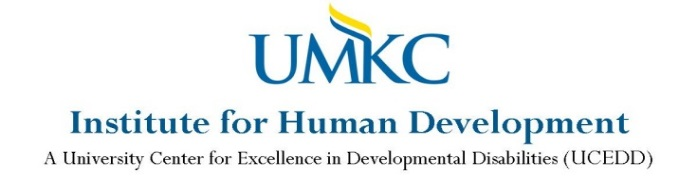 UMKC
Institute for Human Development
A University Center for Excellence in Developmental Disabilities (UCEDD)